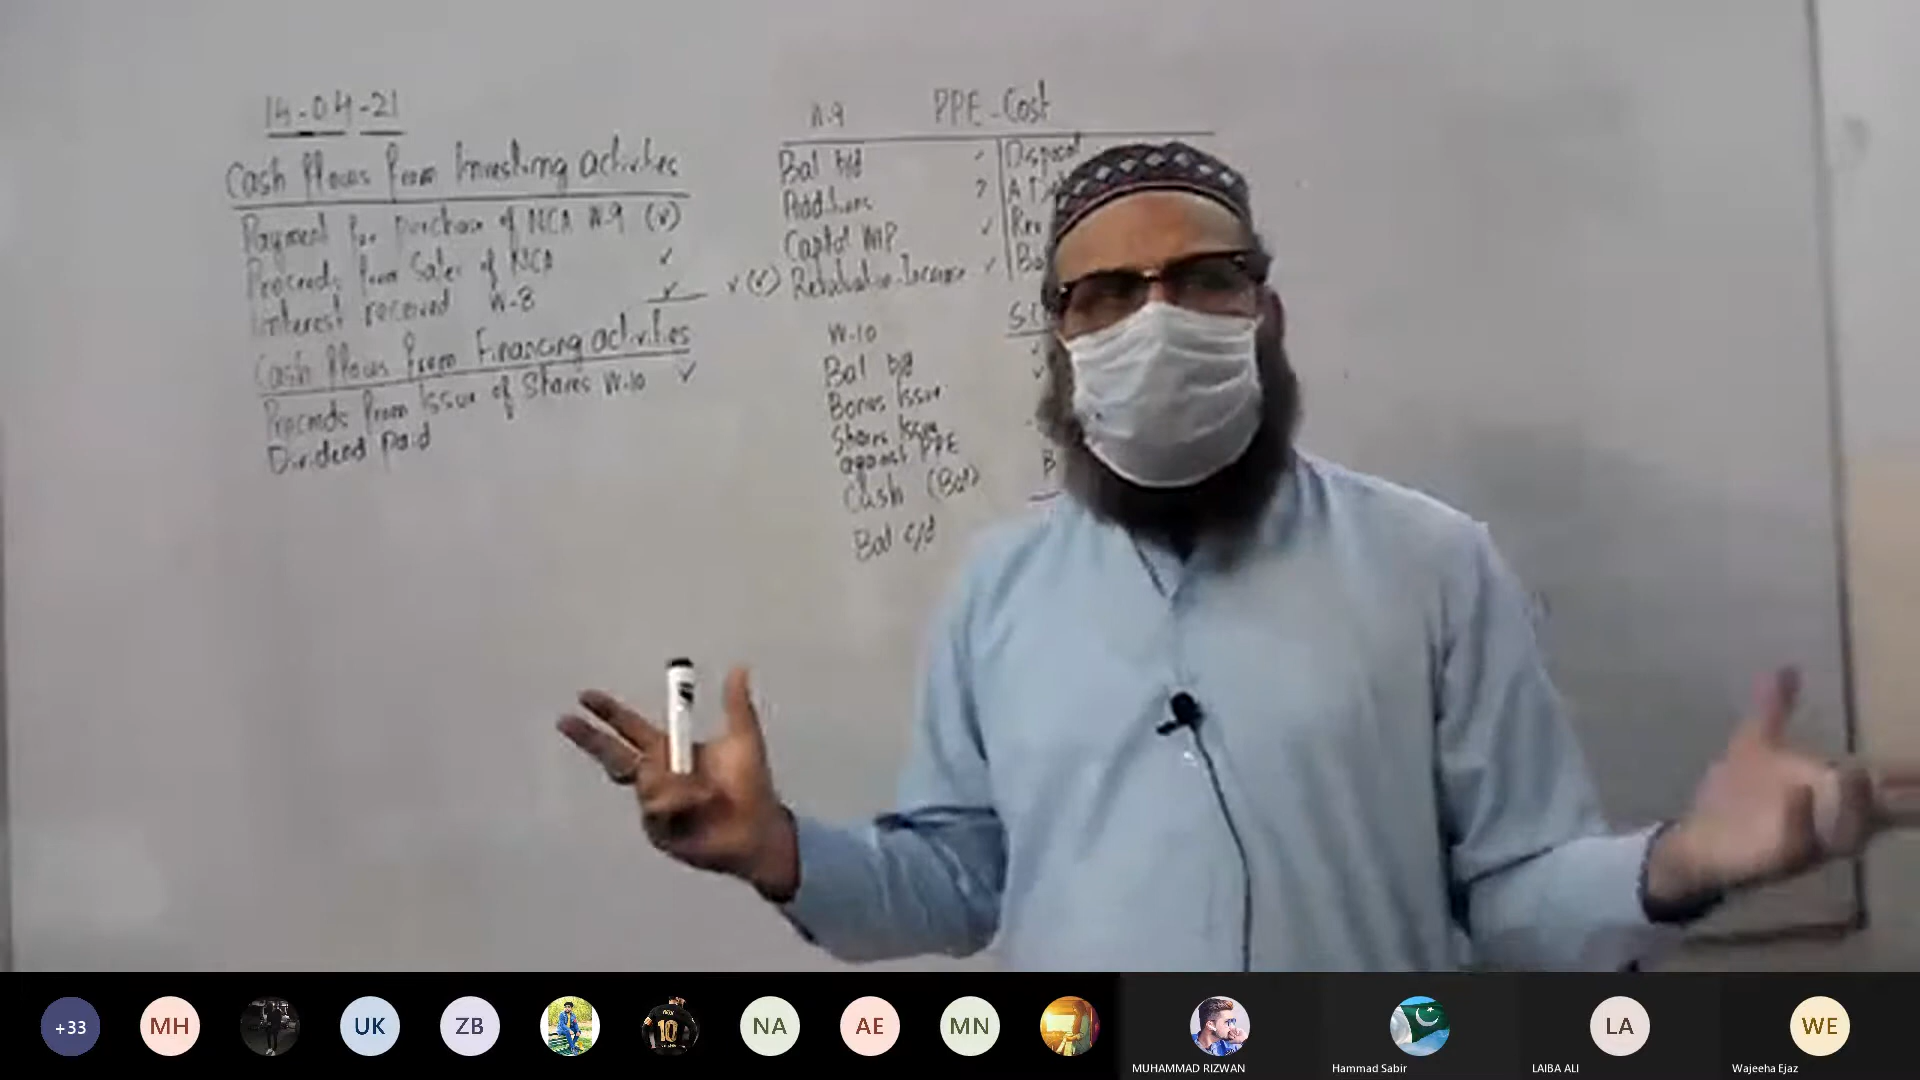 14-04-21
Cash flows from Investing activities
Payment for purchase of NCA W-9 (✓)
Proceeds from Sales of NCA ✓
Interest received W-8 ✓
Cash flows from Financing activities
Proceeds from Issue of Shares W-10 ✓
Dividend Paid
W-9 PPE - Cost
Bal b/d ✓ Disposal
Additions ?
Capital WIP ✓
W-10
Bal b/d
Bonus Issue
Shares Issue
against PPE
Cash (Bal)
Bal c/d
B
+33
MH
UK
ZB
10
NA
AE
MN
LA
WE
MUHAMMAD RIZWAN
Hammad Sabir
LAIBA ALI
Wajeeha Ejaz